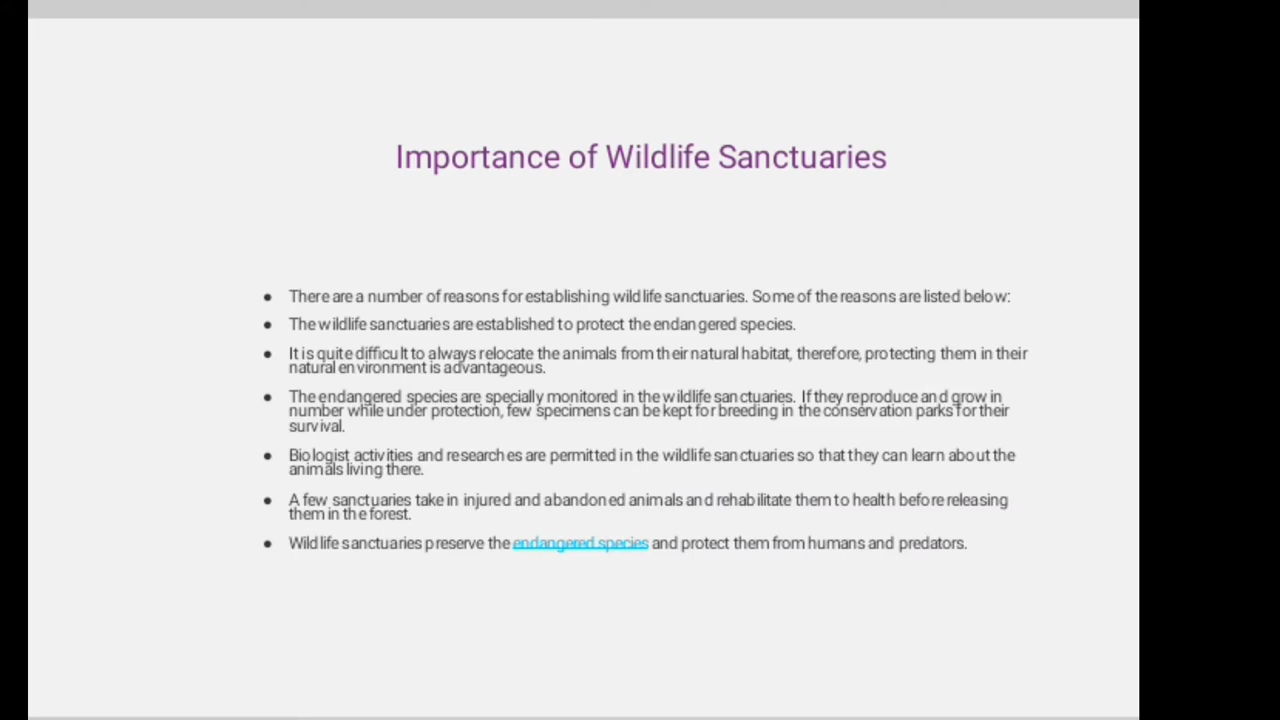 Importance of Wildlife Sanctuaries
● There are a number of reasons for establishing wildlife sanctuaries. Some of the reasons are listed below:
● The wildlife sanctuaries are established to protect the endangered species.
● It is quite difficult to always relocate the animals from their natural habitat, therefore, protecting them in their
natural environment is advantageous.
● The endangered species are specially monitored in the wildlife sanctuaries. If they reproduce and grow in
number while under protection, few specimens can be kept for breeding in the conservation parks for their
survival.
● Biologist activities and researches are permitted in the wildlife sanctuaries so that they can learn about the
animals living there.
● A few sanctuaries take in injured and abandoned animals and rehabilitate them to health before releasing
them in the forest.
● Wildlife sanctuaries preserve the endangered species and protect them from humans and predators.